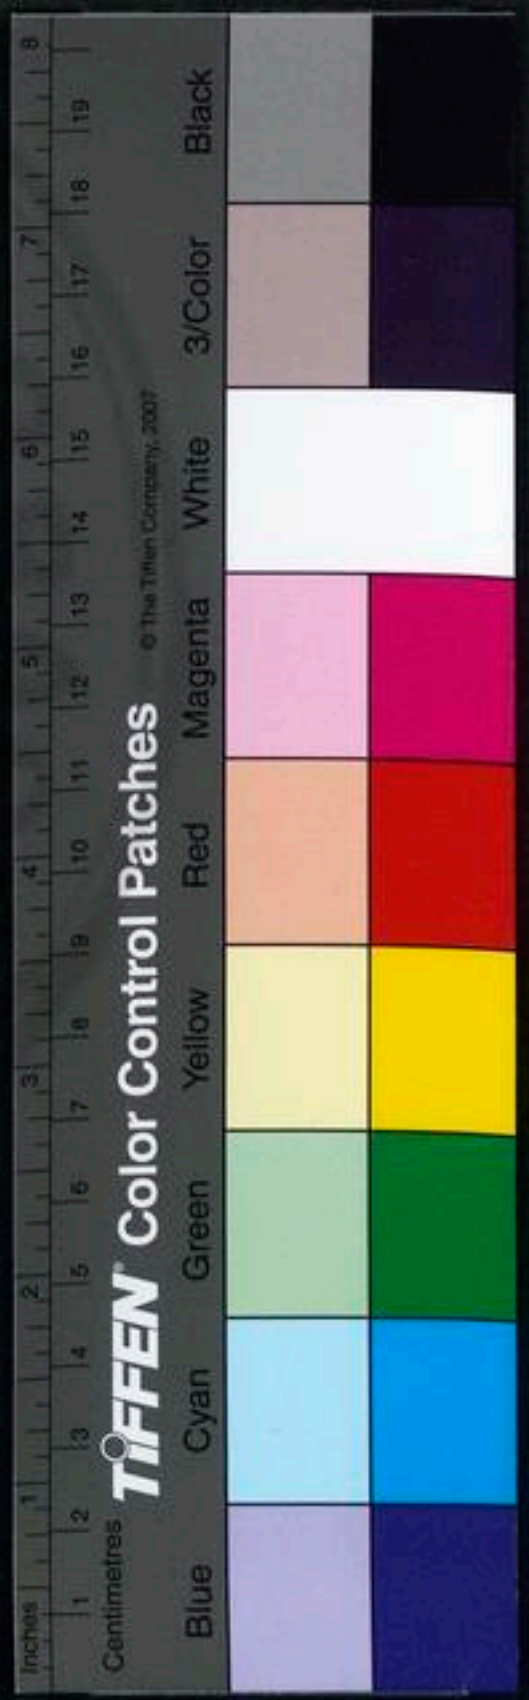 Inches 1 2 3 4 5 6 7 8
1 2 3 4 5 6 7 8 9 10 11 12 13 14 15 16 17 18 19
Centimetres
TIFFEN® Color Control Patches
© The Tiffen Company, 2007
Blue Cyan Green Yellow Red Magenta White 3/Color Black